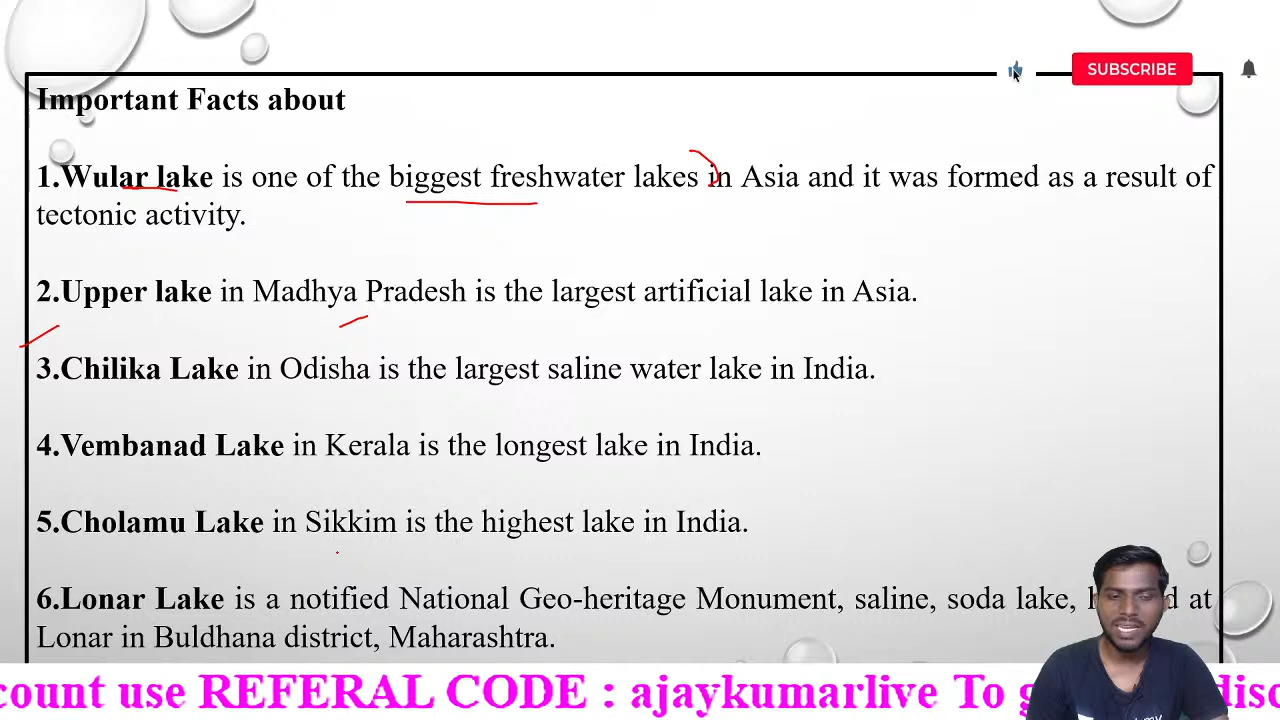 SUBSCRIBE
Important Facts about
1.Wular lake is one of the biggest freshwater lakes in Asia and it was formed as a result of
tectonic activity.
2.Upper lake in Madhya Pradesh is the largest artificial lake in Asia.
3.Chilika Lake in Odisha is the largest saline water lake in India.
4.Vembanad Lake in Kerala is the longest lake in India.
5.Cholamu Lake in Sikkim is the highest lake in India.
6.Lonar Lake is a notified National Geo-heritage Monument, saline, soda lake, at
Lonar in Buldhana district, Maharashtra.
count use REFERAL CODE : ajaykumarlive To